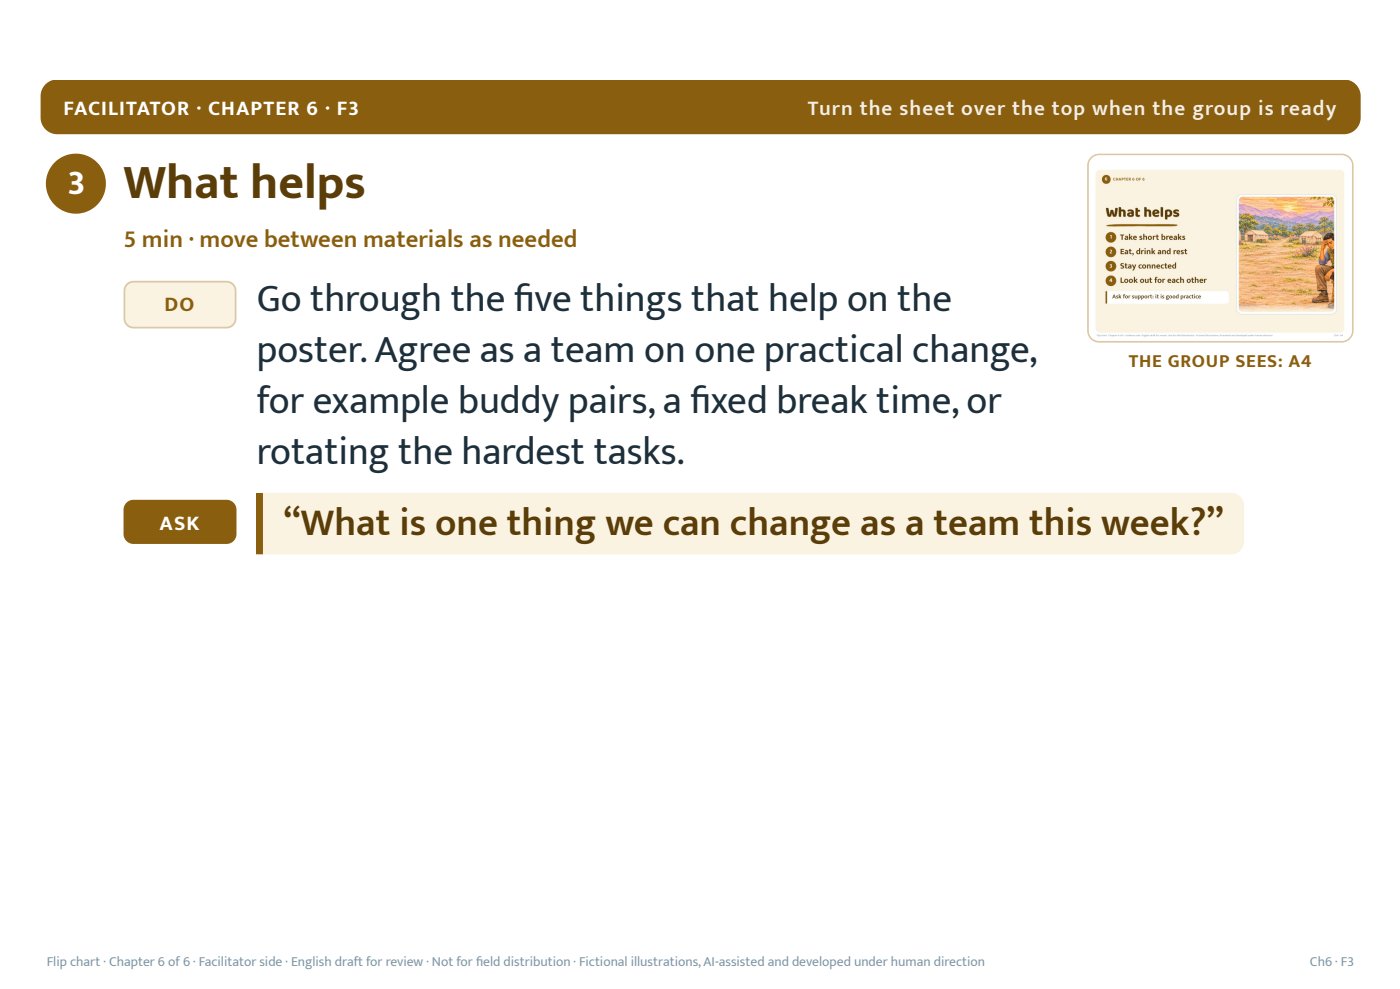 FACILITATOR · CHAPTER 6 · F3
Turn the sheet over the top when the group is ready
3
What helps
5 min · move between materials as needed
DO
Go through the five things that help on the
poster. Agree as a team on one practical change,
for example buddy pairs, a fixed break time, or
rotating the hardest tasks.
ASK
“What is one thing we can change as a team this week?”
CHAPTER 6 OF 6
What helps
1 Take short breaks
2 Eat, drink and rest
3 Stay connected
4 Look out for each other
Ask for support: it is good practice
THE GROUP SEES: A4
Flip chart · Chapter 6 of 6 · Facilitator side · English draft for review · Not for field distribution · Fictional illustrations, AI-assisted and developed under human direction
Ch6 · F3